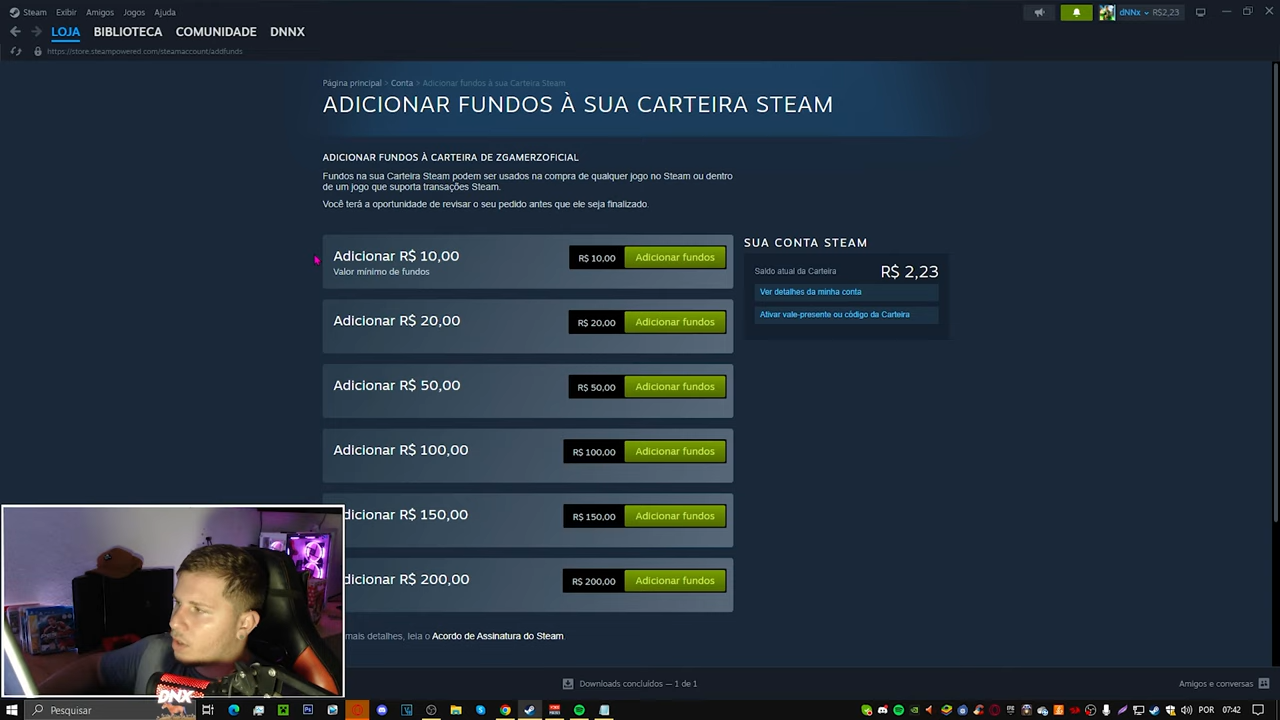 Steam Exibir Amigos Jogos Ajuda
dNNx R$2,23
LOJA BIBLIOTECA COMUNIDADE DNNX
https://store.steampowered.com/steamaccount/addfunds
Página principal > Conta > Adicionar fundos à sua Carteira Steam
ADICIONAR FUNDOS À SUA CARTEIRA STEAM
ADICIONAR FUNDOS À CARTEIRA DE ZGAMERZOFICIAL
Fundos na sua Carteira Steam podem ser usados na compra de qualquer jogo no Steam ou dentro
de um jogo que suporta transações Steam.
Você terá a oportunidade de revisar o seu pedido antes que ele seja finalizado.
Adicionar R$ 10,00
Valor mínimo de fundos
R$ 10,00 Adicionar fundos
Adicionar R$ 20,00
R$ 20,00 Adicionar fundos
Adicionar R$ 50,00
R$ 50,00 Adicionar fundos
Adicionar R$ 100,00
R$ 100,00 Adicionar fundos
dicionar R$ 150,00
R$ 150,00 Adicionar fundos
dicionar R$ 200,00
R$ 200,00 Adicionar fundos
mais detalhes, leia o Acordo de Assinatura do Steam
SUA CONTA STEAM
Saldo atual da Carteira R$ 2,23
Ver detalhes da minha conta
Ativar vale-presente ou código da Carteira
DNX
Downloads concluídos — 1 de 1
Amigos e conversas
Pesquisar
POR 07:42